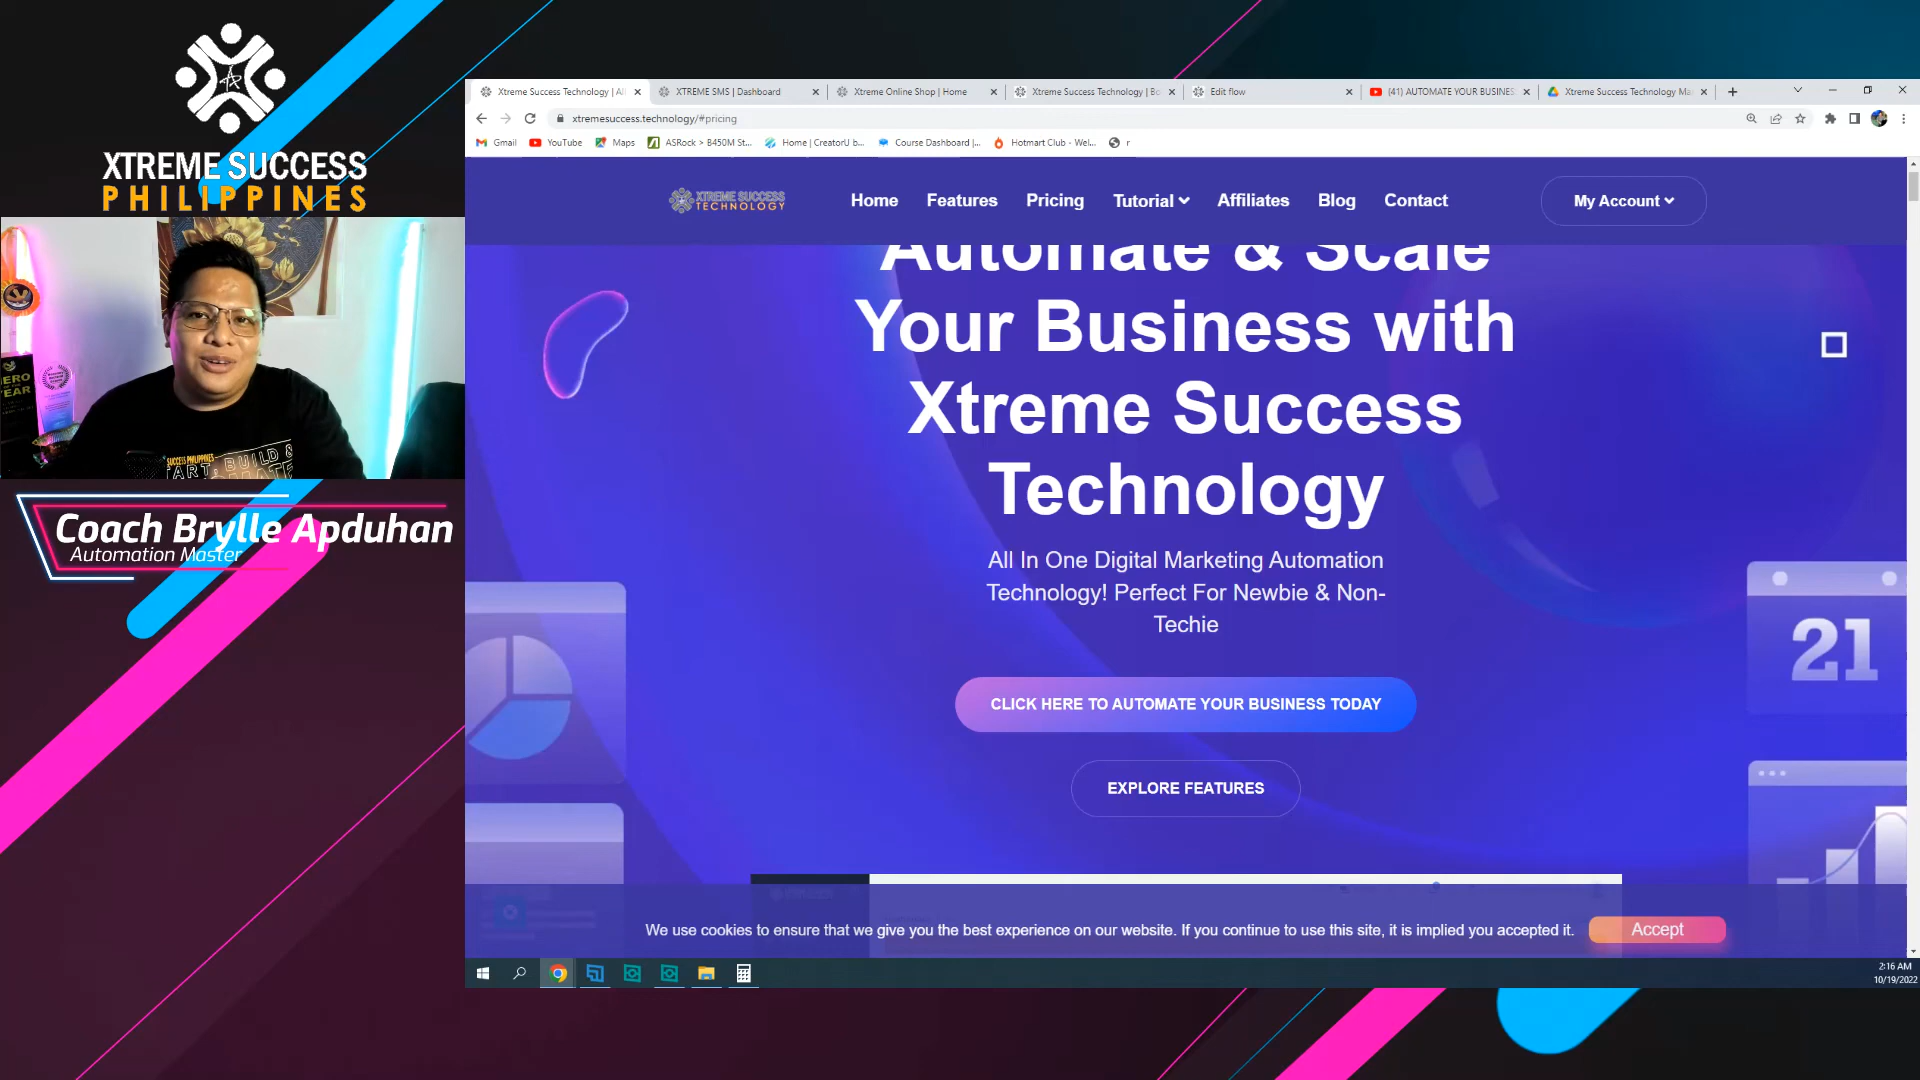 XTREME SUCCESS
PHILIPPINES
Coach Brylle Apduhan
Automation Master
SUCCESS PHILIPPINES
Xtreme Success Technology | Al
XTREME SMS | Dashboard
Xtreme Online Shop | Home
Xtreme Success Technology | Bo
Edit flow
(41) AUTOMATE YOUR BUSINES
Xtreme Success Technology Ma
xtremesuccess.technology/#pricing
Gmail
YouTube
Maps
ASRock > B450M St...
Home | CreatorU b...
Course Dashboard |...
Hotmart Club - Wel...
r
XTREME SUCCESS
TECHNOLOGY
Home
Features
Pricing
Tutorial
Affiliates
Blog
Contact
My Account
Automate & Scale
Your Business with
Xtreme Success
Technology
All In One Digital Marketing Automation
Technology! Perfect For Newbie & Non-
Techie
CLICK HERE TO AUTOMATE YOUR BUSINESS TODAY
EXPLORE FEATURES
21
We use cookies to ensure that we give you the best experience on our website. If you continue to use this site, it is implied you accepted it.
Accept
2:16 AM
10/19/2022